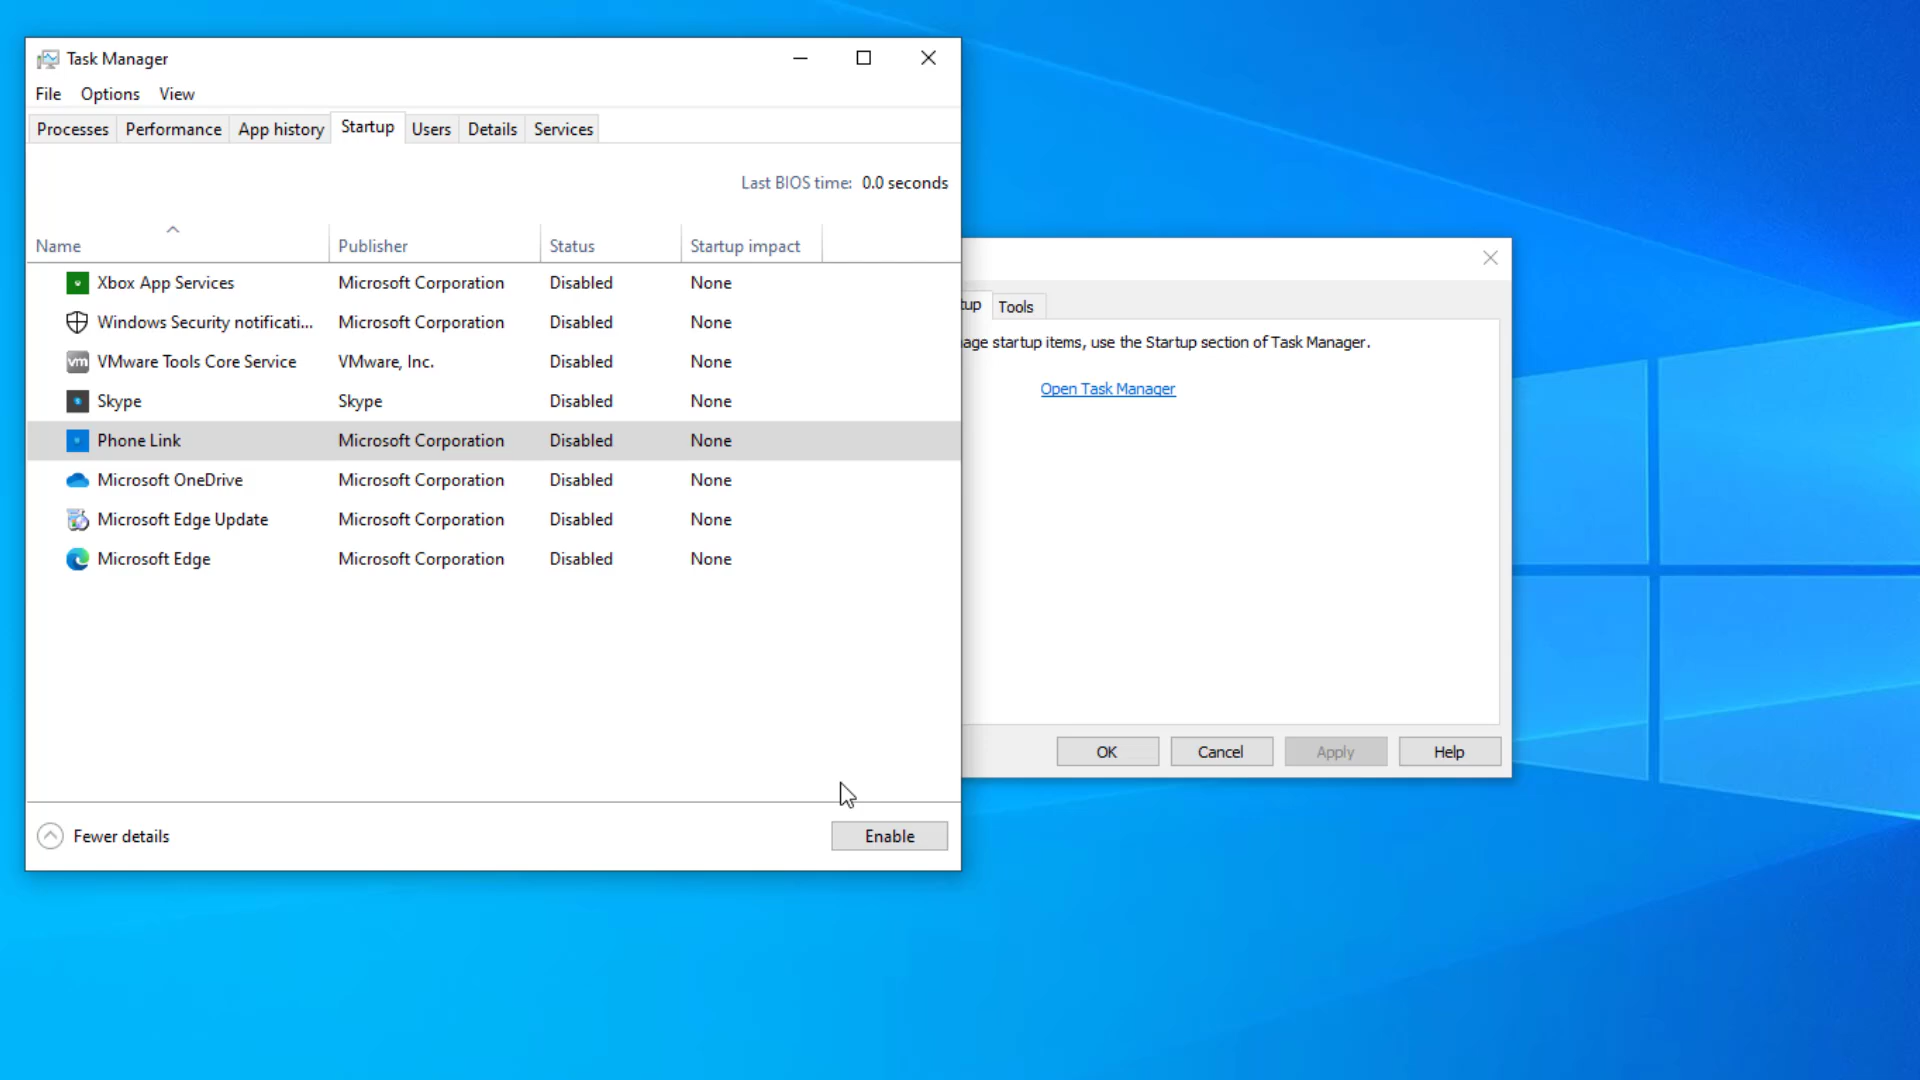 Task Manager
File Options View
Processes Performance App history Startup Users Details Services
Last BIOS time: 0.0 seconds
Name Publisher Status Startup impact
Xbox App Services Microsoft Corporation Disabled None
Windows Security notificati... Microsoft Corporation Disabled None
VMware Tools Core Service VMware, Inc. Disabled None
Skype Skype Disabled None
Phone Link Microsoft Corporation Disabled None
Microsoft OneDrive Microsoft Corporation Disabled None
Microsoft Edge Update Microsoft Corporation Disabled None
Microsoft Edge Microsoft Corporation Disabled None
Fewer details Enable
tup Tools
age startup items, use the Startup section of Task Manager.
Open Task Manager
OK Cancel Apply Help